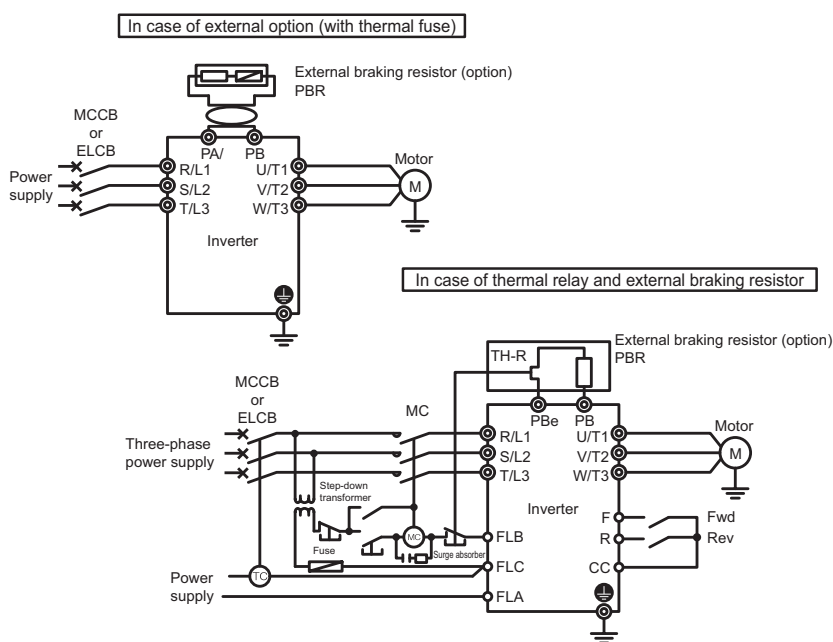 In case of external option (with thermal fuse)
External braking resistor (option)
PBR
MCCB
or
ELCB
PA/ PB
Power
supply
R/L1
S/L2
T/L3
U/T1
V/T2
W/T3
Motor
M
Inverter
In case of thermal relay and external braking resistor
External braking resistor (option)
PBR
TH-R
MCCB
or
ELCB
MC
PBe PB
Three-phase
power supply
R/L1
S/L2
T/L3
U/T1
V/T2
W/T3
Motor
M
Step-down
transformer
Inverter
F
Fwd
R
Rev
MC
FLB
Fuse
Surge absorber
FLC
CC
Power
supply
TC
FLA